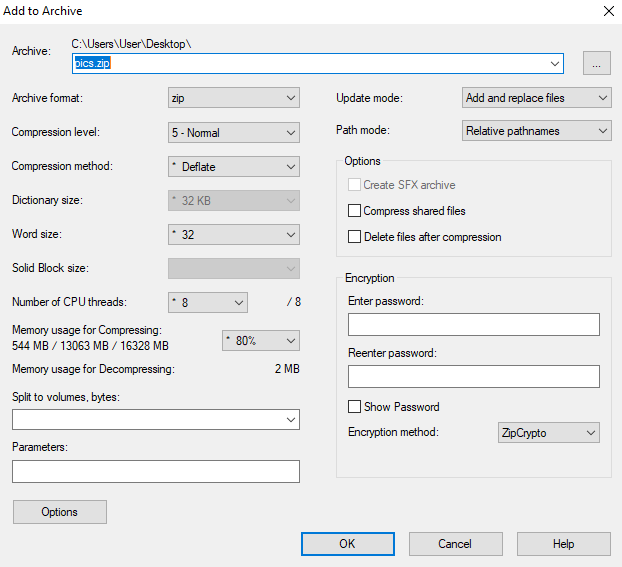 Add to Archive
Archive:
C:\Users\User\Desktop\
pics.zip
...
Archive format:
zip
Compression level:
5 - Normal
Compression method:
* Deflate
Dictionary size:
* 32 KB
Word size:
* 32
Solid Block size:
Number of CPU threads:
* 8
/ 8
Memory usage for Compressing:
544 MB / 13063 MB / 16328 MB
* 80%
Memory usage for Decompressing:
2 MB
Split to volumes, bytes:
Parameters:
Options
Update mode:
Add and replace files
Path mode:
Relative pathnames
Options
Create SFX archive
Compress shared files
Delete files after compression
Encryption
Enter password:
Reenter password:
Show Password
Encryption method:
ZipCrypto
OK
Cancel
Help